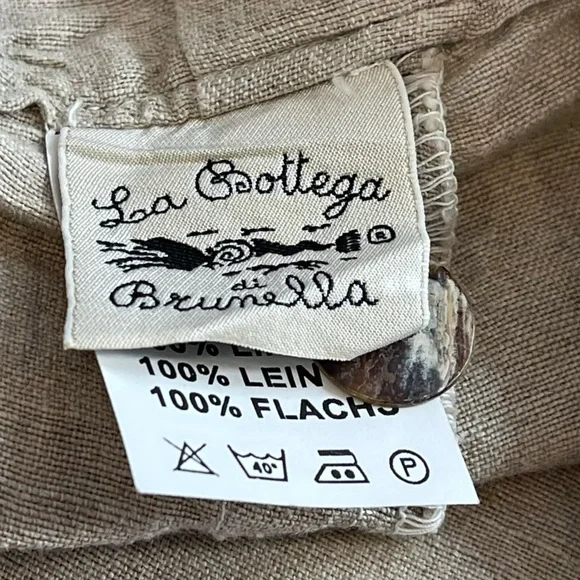 La Bottega
®
di
Brunella
100% LEIN
100% FLACHS
40°
P